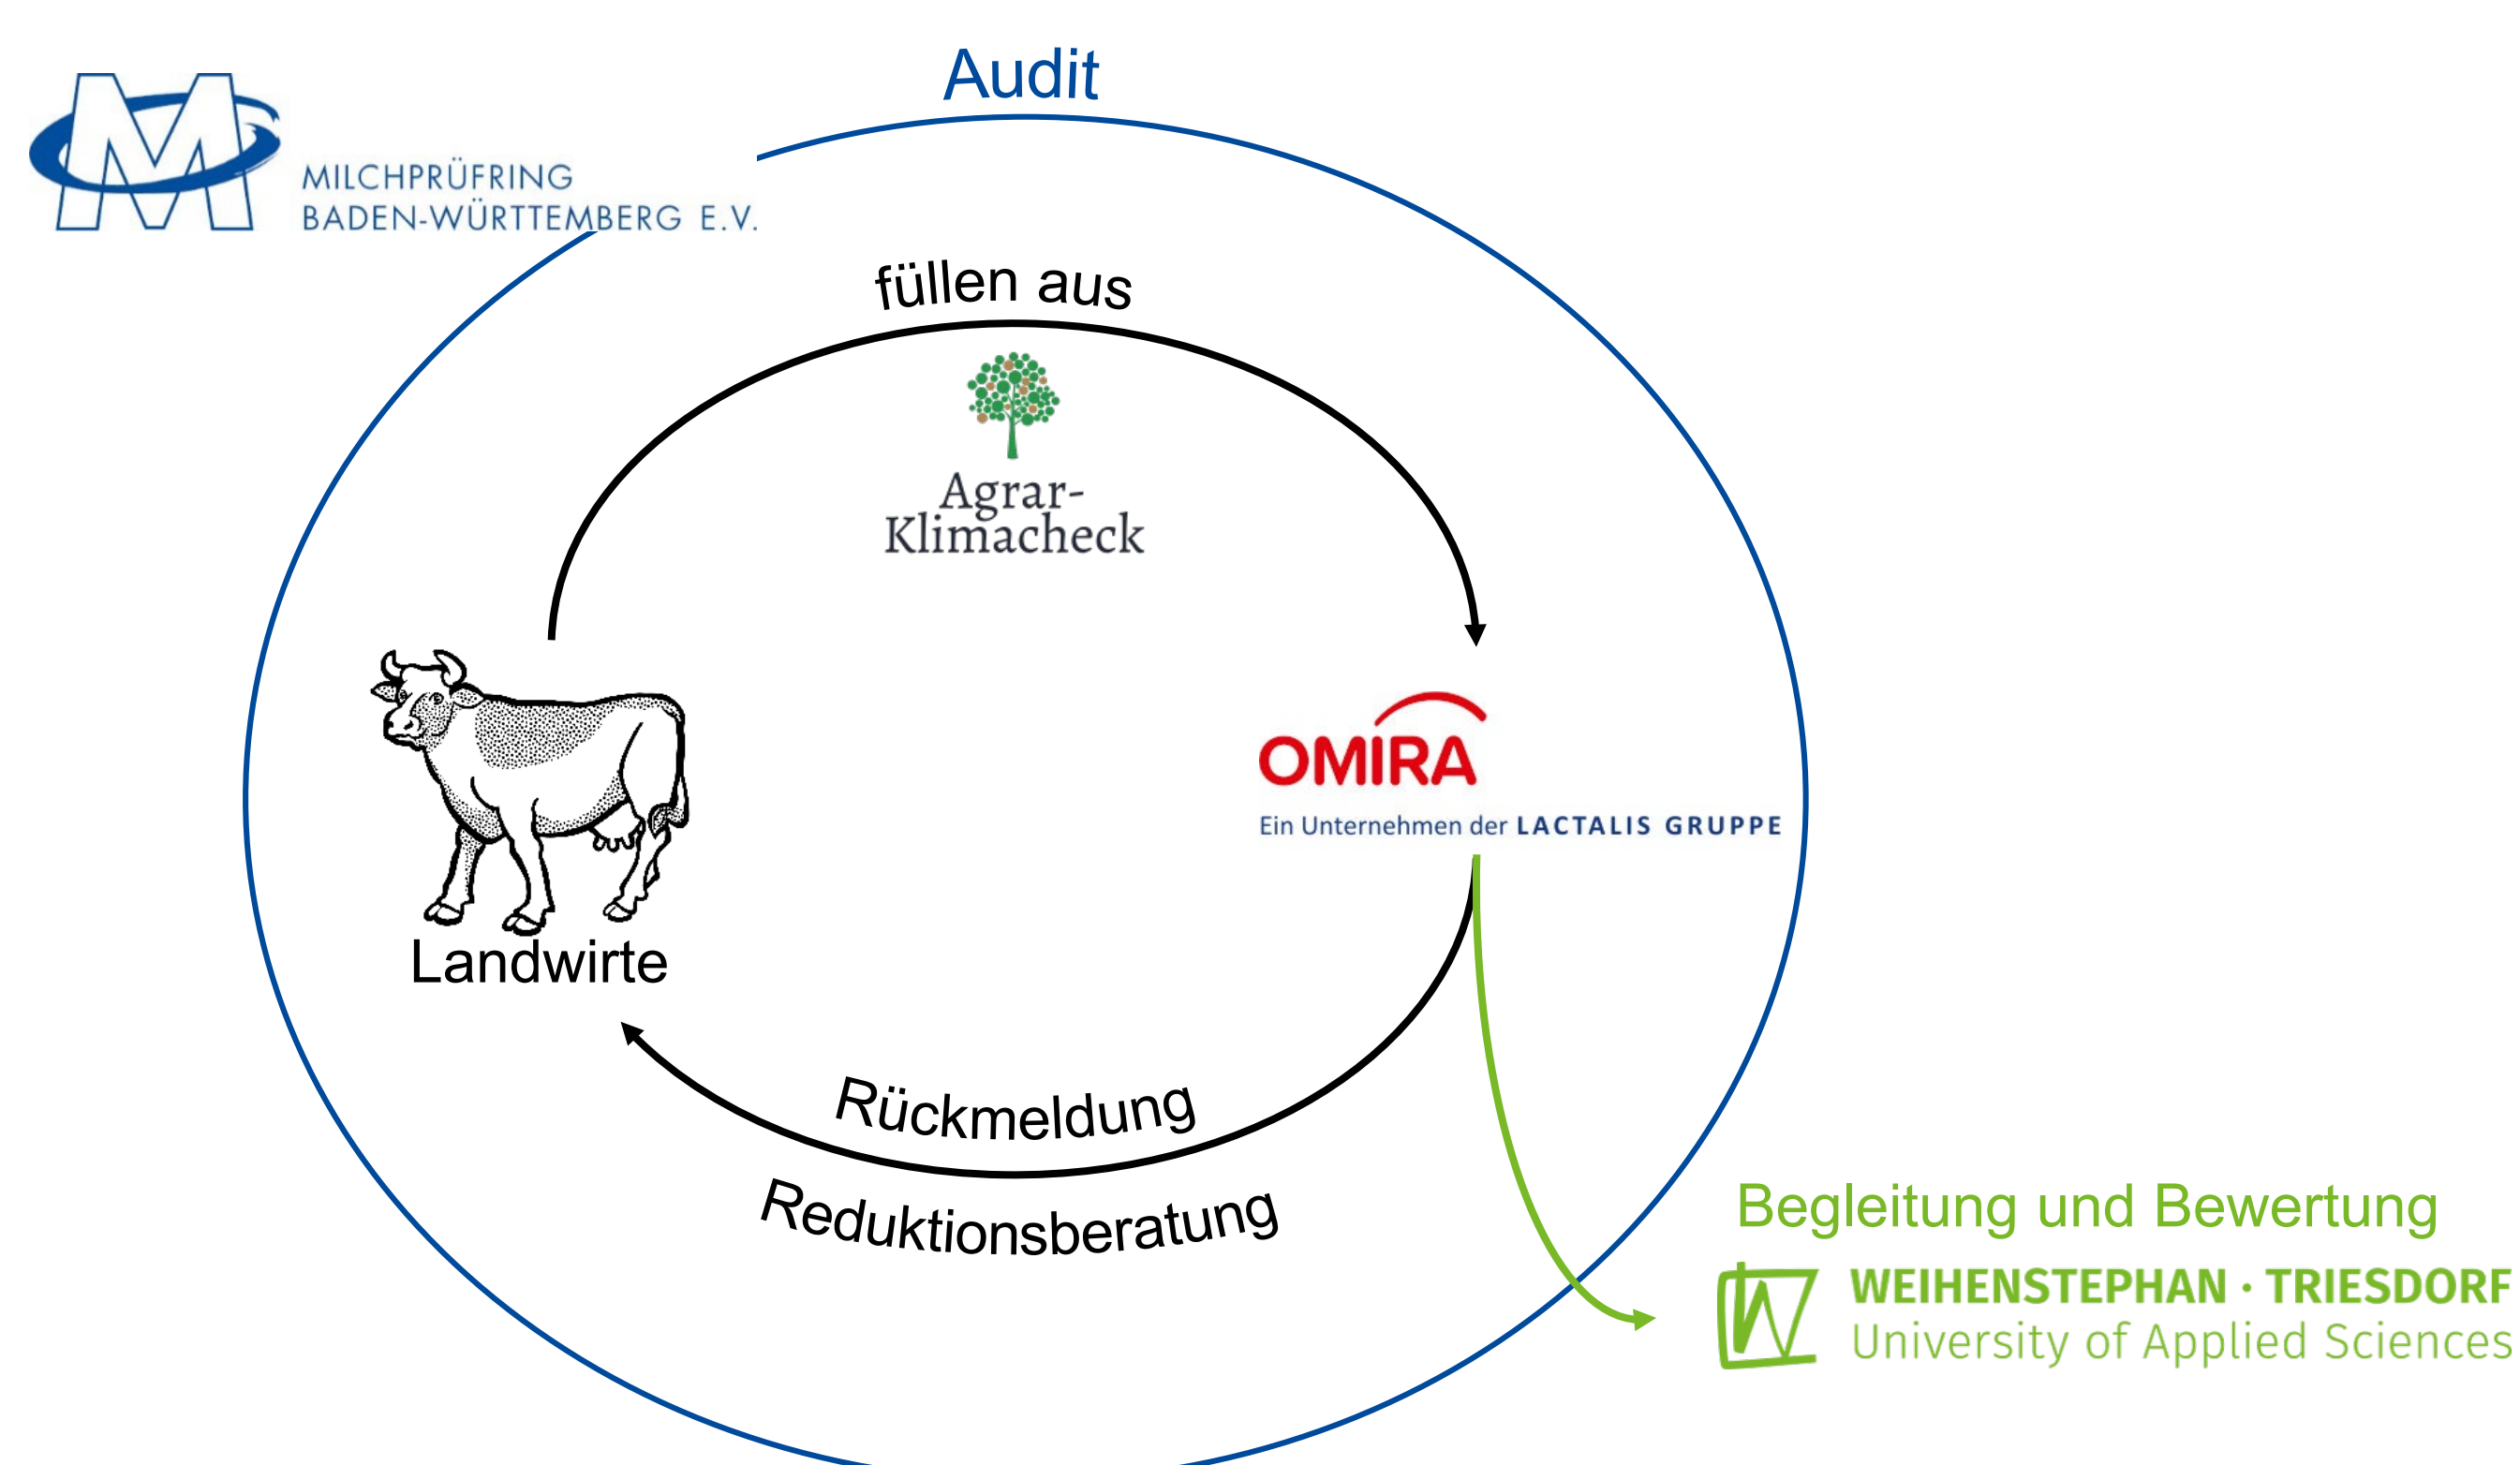 Audit
MILCHPRÜFRING
BADEN-WÜRTTEMBERG E.V.
füllen aus
Agrar-
Klimacheck
OMIRA
Ein Unternehmen der LACTALIS GRUPPE
Landwirte
Rückmeldung
Reduktionsberatung
Begleitung und Bewertung
WEIHENSTEPHAN · TRIESDORF
University of Applied Sciences